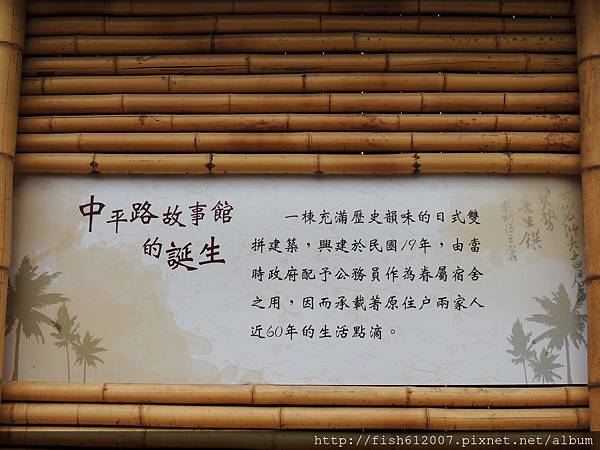 中平路故事館
的誕生
一棟充滿歷史韻味的日式雙
拼建築，興建於民國19年，由當
時政府配予公務員作為眷屬宿舍
之用，因而承載著原住戶兩家人
近60年的生活點滴。
http://fish612007.pixnet.net/album